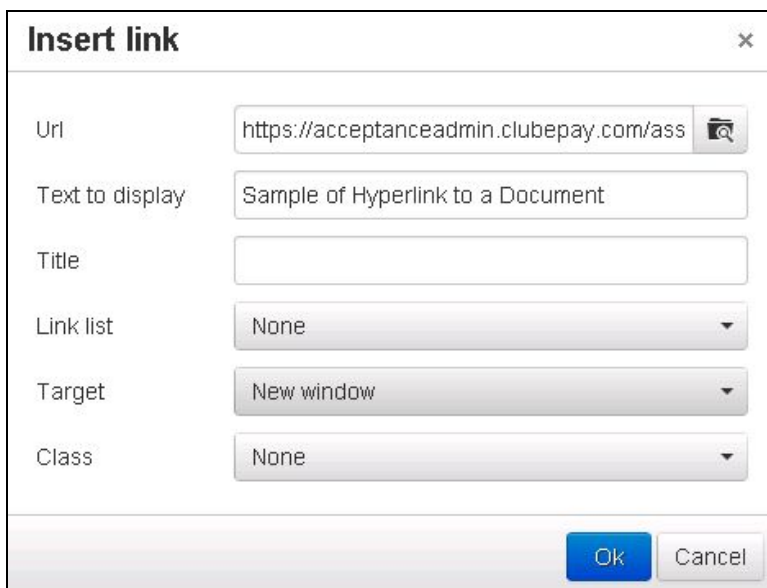 Insert link ×
Url https://acceptanceadmin.clubepay.com/ass
Text to display Sample of Hyperlink to a Document
Title
Link list None
Target New window
Class None
Ok Cancel